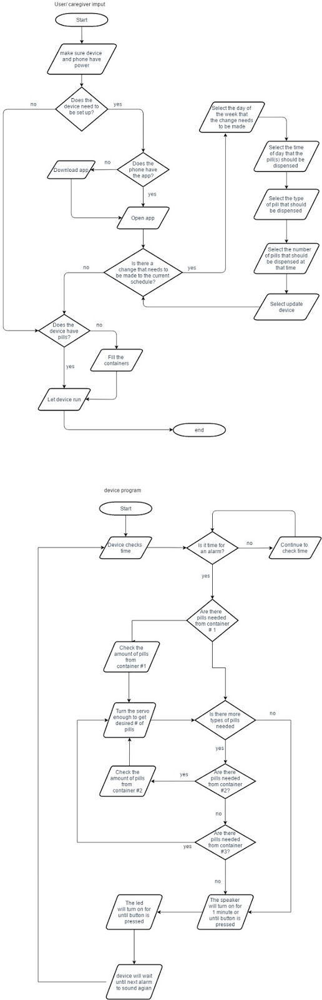 User/ caregiver imput
Start
make sure device
and phone have
power
Does the
device need to
be set up?
no
yes
Does the
phone have
the app?
no
Download app
yes
Open app
Is there a
change that needs to
be made to the current
schedule?
no
yes
Select the day of
the week that
the change needs
to be made
Select the time
of day that the
pill(s) should be
dispensed
Select the type
of pill that should
be dispensed
Select the number
of pills that should
be dispensed at
that time
Select update
device
Does the
device have
pills?
no
Fill the
containers
yes
Let device run
end
device program
Start
Device checks
time
Is it time for
an alarm?
no
Continue to
check time
yes
Are there
pills needed
from container
# 1
Check the
amount of pills
from
container #1
Turn the servo
enough to get
desired # of
pills
Is there more
types of pills
needed
no
yes
Are there
pills needed
from container
#2?
yes
Check the
amount of pills
from
container #2
no
Are there
pills needed
from container
#3?
yes
no
The speaker
will turn on for
1 minute or
until button is
pressed
The led
will turn on for
until button is
pressed
device will wait
until next alarm
to sound agian